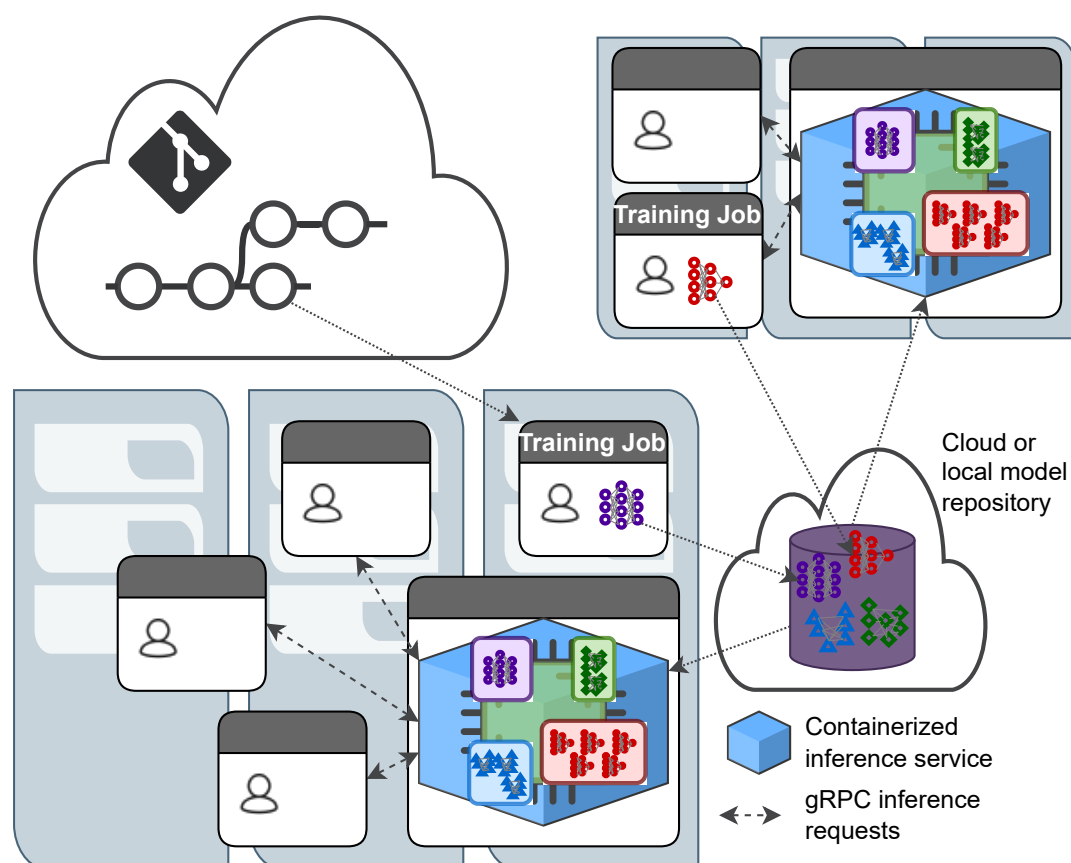 Training Job
Training Job
Cloud or
local model
repository
Containerized
inference service
gRPC inference
requests